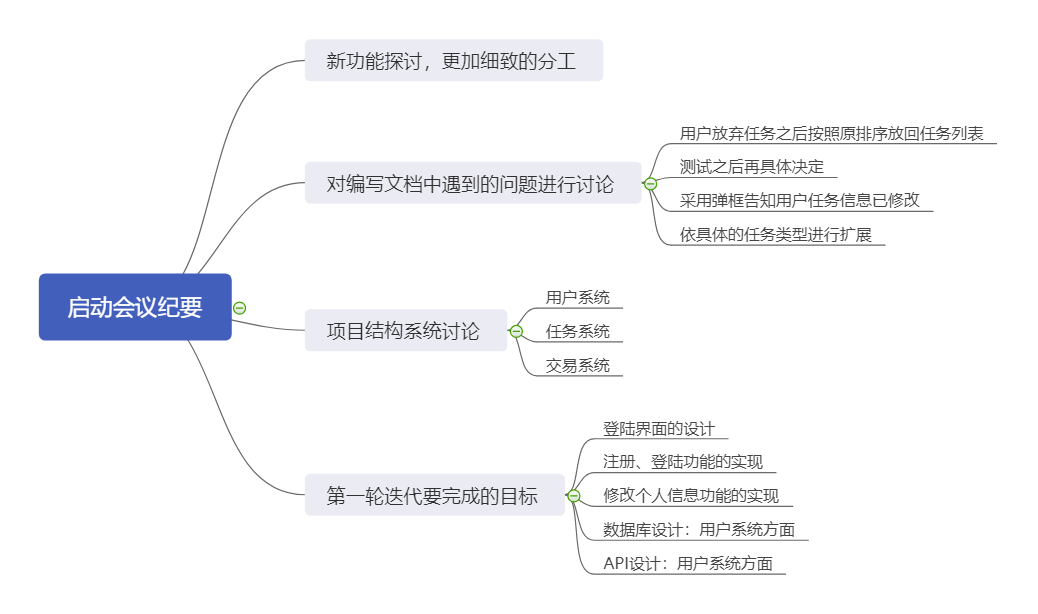 启动会议纪要
新功能探讨，更加细致的分工
对编写文档中遇到的问题进行讨论
用户放弃任务之后按照原排序放回任务列表
测试之后再具体决定
采用弹框告知用户任务信息已修改
依具体的任务类型进行扩展
项目结构系统讨论
用户系统
任务系统
交易系统
第一轮迭代要完成的目标
登陆界面的设计
注册、登陆功能的实现
修改个人信息功能的实现
数据库设计：用户系统方面
API设计：用户系统方面